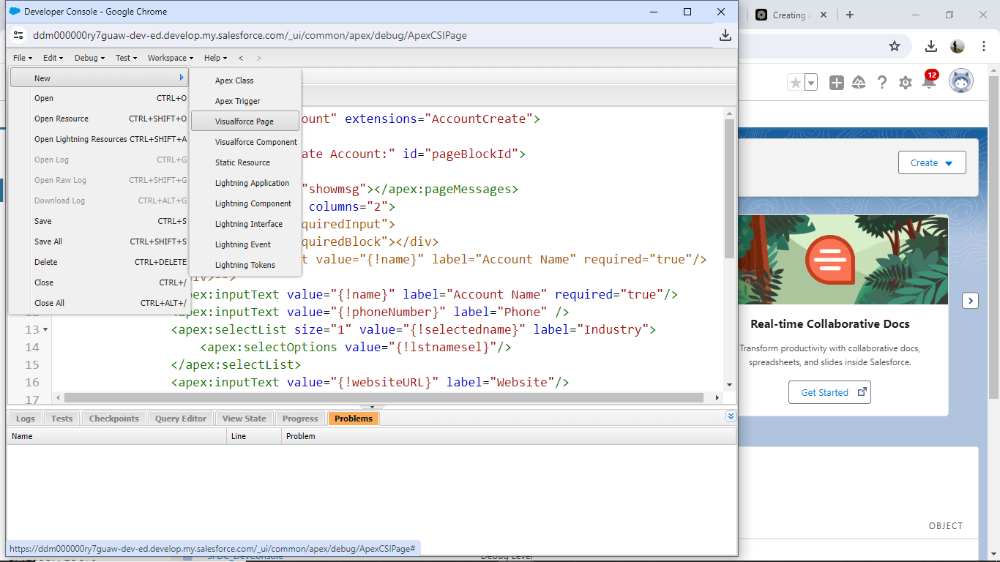 Developer Console - Google Chrome
Creating
ddm000000ry7guaw-dev-ed.develop.my.salesforce.com/_ui/common/apex/debug/ApexCSIPage
File Edit Debug Test Workspace Help < >
New
Open CTRL+O
Open Resource CTRL+SHIFT+O
Open Lightning Resources CTRL+SHIFT+A
Open Log CTRL+G
Open Raw Log CTRL+SHIFT+G
Download Log CTRL+ALT+G
Save CTRL+S
Save All CTRL+SHIFT+S
Delete CTRL+DELETE
Close CTRL+/
Close All CTRL+ALT+/
Apex Class
Apex Trigger
Visualforce Page
Visualforce Component
Static Resource
Lightning Application
Lightning Component
Lightning Interface
Lightning Event
Lightning Tokens
ount" extensions="AccountCreate">
ate Account:" id="pageBlockId">
"showmsg"></apex:pageMessages>
columns="2">
quiredInput">
quiredBlock"></div>
t value="{!name}" label="Account Name" required="true"/>
pex:inputText value="{!name}" label="Account Name" required="true"/>
<apex:inputText value="{!phoneNumber}" label="Phone" />
13 <apex:selectList size="1" value="{!selectedname}" label="Industry">
14 <apex:selectOptions value="{!lstnamesel}"/>
15 </apex:selectList>
16 <apex:inputText value="{!websiteURL}" label="Website"/>
17
Logs Tests Checkpoints Query Editor View State Progress Problems
Name Line Problem
https://ddm000000ry7guaw-dev-ed.develop.my.salesforce.com/_ui/common/apex/debug/ApexCSIPage#
12
Create
Real-time Collaborative Docs
Transform productivity with collaborative docs,
spreadsheets, and slides inside Salesforce.
Get Started
OBJECT
SFDC_DevConsole Debug Level